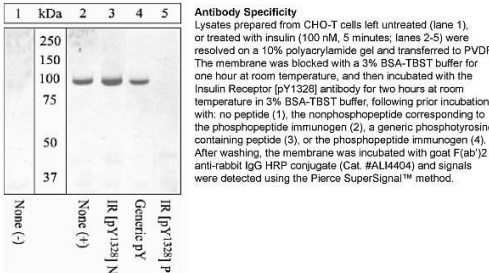 1 kDa 2 3 4 5
250
150
100
75
50
37
None (-)
None (+)
IR [pY1328] N
Generic pY
IR [pY1328] P
Antibody Specificity
Lysates prepared from CHO-T cells left untreated (lane 1),
or treated with insulin (100 nM, 5 minutes; lanes 2-5) were
resolved on a 10% polyacrylamide gel and transferred to PVDF
The membrane was blocked with a 3% BSA-TBST buffer for
one hour at room temperature, and then incubated with the
Insulin Receptor [pY1328] antibody for two hours at room
temperature in 3% BSA-TBST buffer, following prior incubation
with: no peptide (1), the nonphosphopeptide corresponding to
the phosphopeptide immunogen (2), a generic phosphotyrosine
containing peptide (3), or the phosphopeptide immunogen (4).
After washing, the membrane was incubated with goat F(ab')2
anti-rabbit IgG HRP conjugate (Cat. #ALI4404) and signals
were detected using the Pierce SuperSignal™ method.